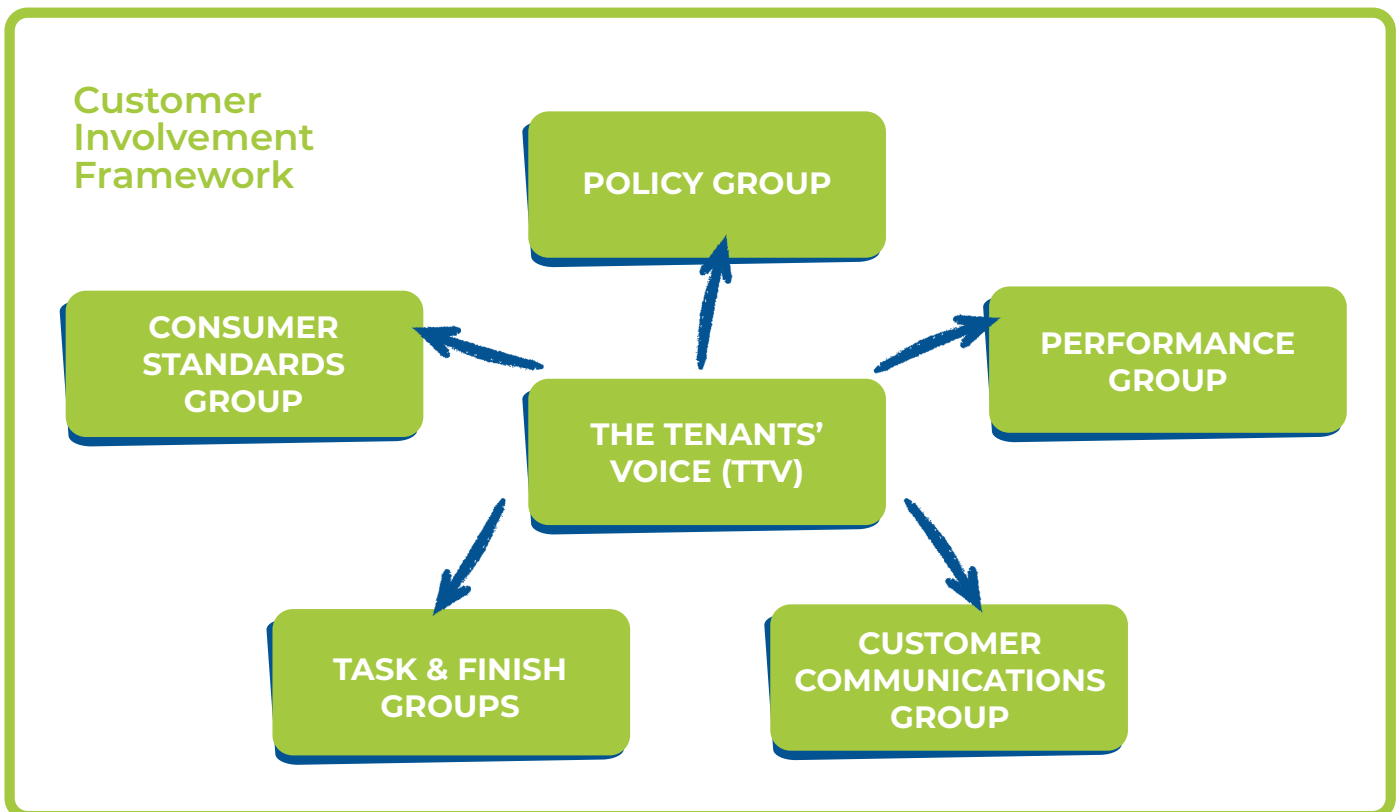 Customer
Involvement
Framework
POLICY GROUP
CONSUMER
STANDARDS
GROUP
PERFORMANCE
GROUP
THE TENANTS’
VOICE (TTV)
TASK & FINISH
GROUPS
CUSTOMER
COMMUNICATIONS
GROUP